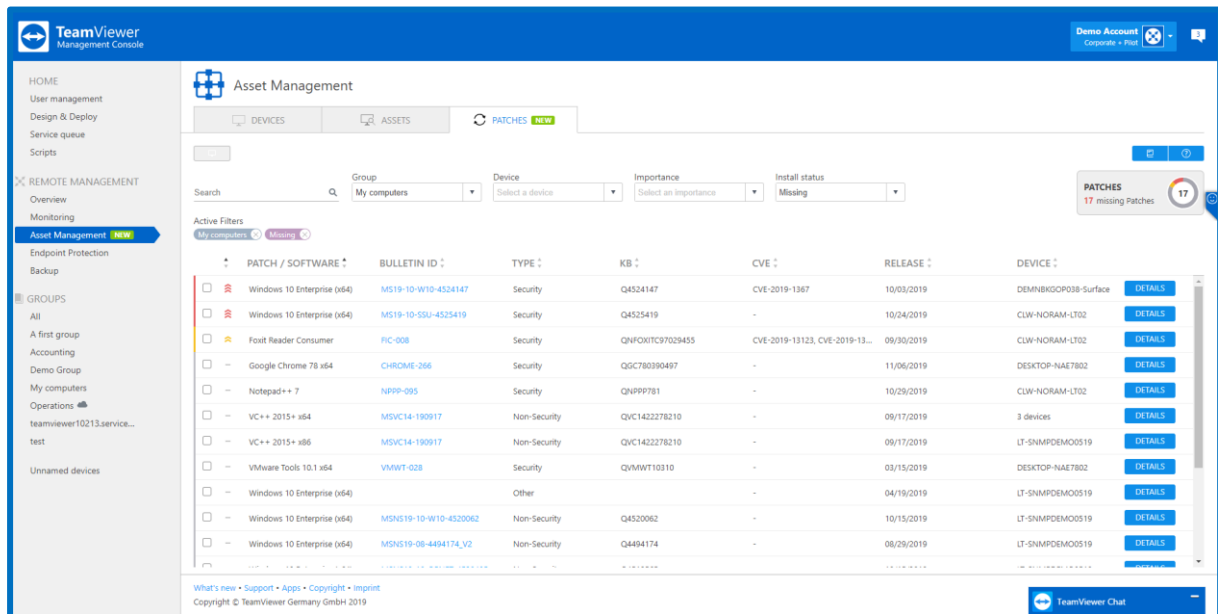 TeamViewer
Management Console
Demo Account
Corporate + Pilot
3
HOME
User management
Design & Deploy
Service queue
Scripts
REMOTE MANAGEMENT
Overview
Monitoring
Asset Management NEW
Endpoint Protection
Backup
GROUPS
All
A first group
Accounting
Demo Group
My computers
Operations
teamviewer10213.service...
test
Unnamed devices
Asset Management
DEVICES ASSETS PATCHES NEW
Group Device Importance Install status
Search My computers Select a device Select an importance Missing
PATCHES
17 missing Patches 17
Active Filters
My computers Missing
PATCH / SOFTWARE BULLETIN ID TYPE KB CVE RELEASE DEVICE
Windows 10 Enterprise (x64) MS19-10-W10-4524147 Security Q4524147 CVE-2019-1367 10/03/2019 DEMNBKGOP038-Surface DETAILS
Windows 10 Enterprise (x64) MS19-10-SSU-4525419 Security Q4525419 - 10/24/2019 CLW-NORAM-LT02 DETAILS
Foxit Reader Consumer FIC-008 Security QNFOXITC97029455 CVE-2019-13123, CVE-2019-13... 09/30/2019 CLW-NORAM-LT02 DETAILS
- Google Chrome 78 x64 CHROME-266 Security QGC780390497 - 11/06/2019 DESKTOP-NAE7802 DETAILS
- Notepad++ 7 NPPP-095 Security QNPPP781 - 10/29/2019 CLW-NORAM-LT02 DETAILS
- VC++ 2015+ x64 MSVC14-190917 Non-Security QVC1422278210 - 09/17/2019 3 devices DETAILS
- VC++ 2015+ x86 MSVC14-190917 Non-Security QVC1422278210 - 09/17/2019 LT-SNMPDEMO0519 DETAILS
- VMware Tools 10.1 x64 VMWT-028 Security QVMWT10310 - 03/15/2019 DESKTOP-NAE7802 DETAILS
- Windows 10 Enterprise (x64) Other - 04/19/2019 LT-SNMPDEMO0519 DETAILS
- Windows 10 Enterprise (x64) MSNS19-10-W10-4520062 Non-Security Q4520062 - 10/15/2019 LT-SNMPDEMO0519 DETAILS
- Windows 10 Enterprise (x64) MSNS19-08-4494174_V2 Non-Security Q4494174 - 08/29/2019 LT-SNMPDEMO0519 DETAILS
What's new • Support • Apps • Copyright • Imprint
Copyright © TeamViewer Germany GmbH 2019
TeamViewer Chat